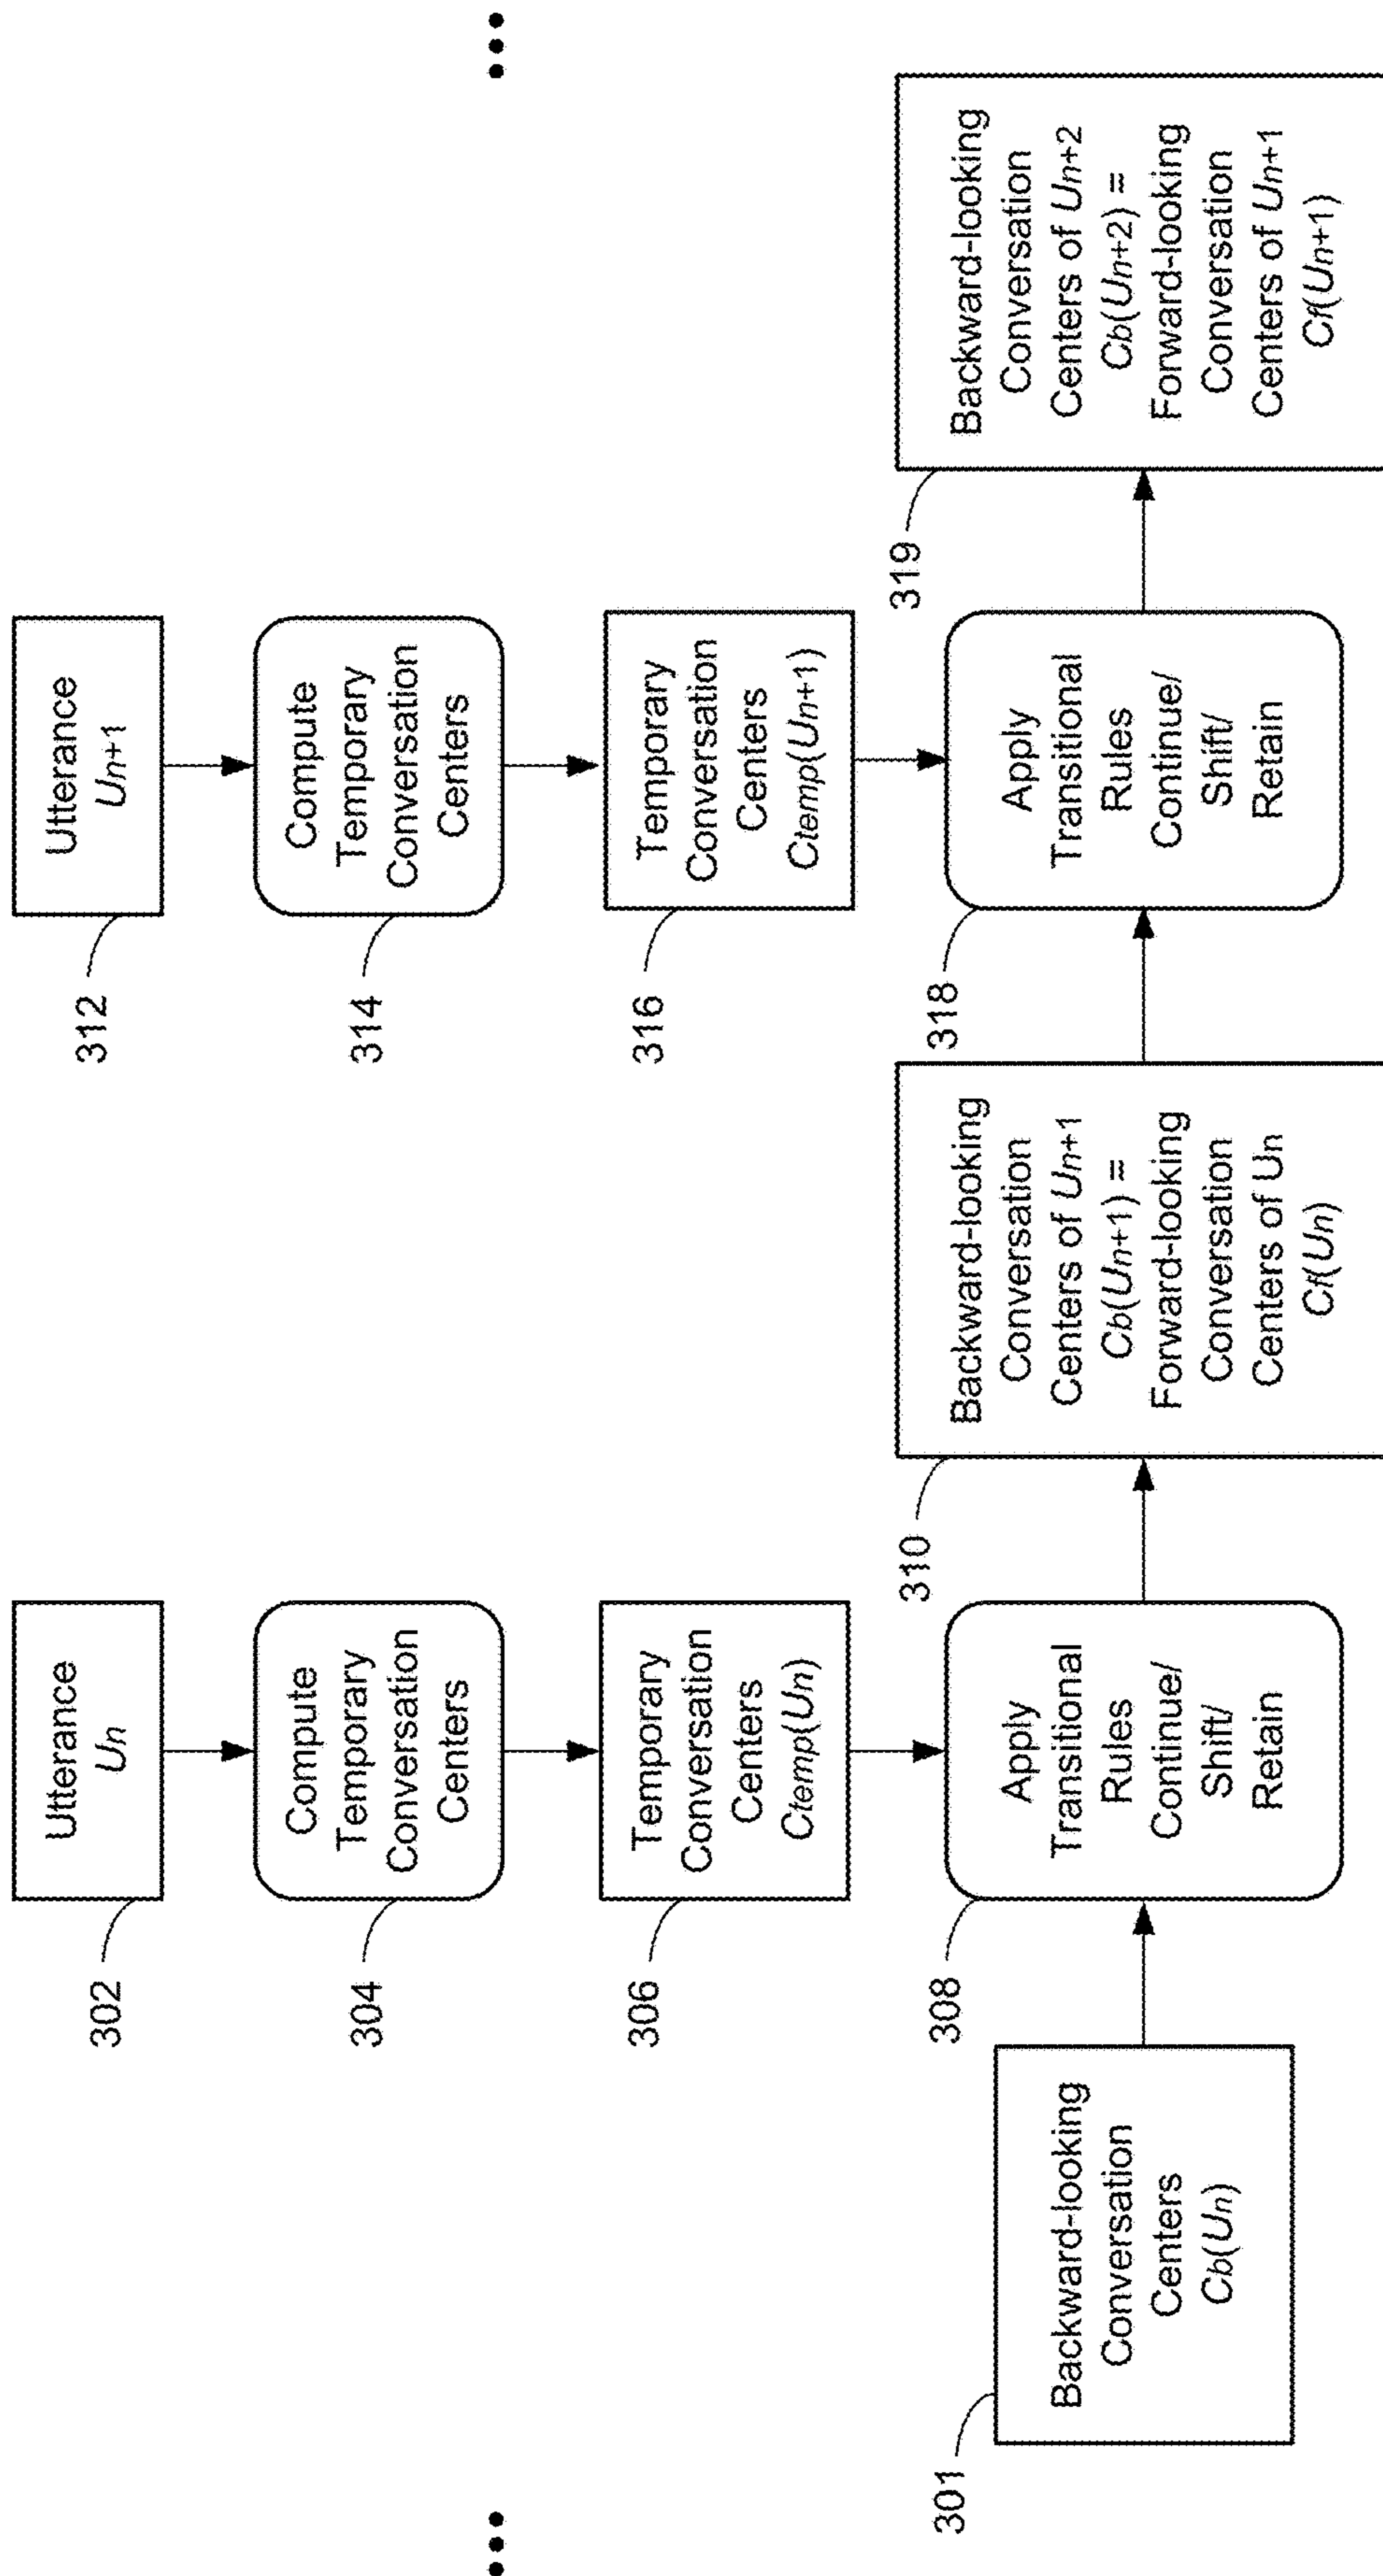 •••
Utterance
Un
302
Compute
Temporary
Conversation
Centers
304
Temporary
Conversation
Centers
Ctemp(Un)
306
Backward-looking
Conversation
Centers
Cb(Un)
301
Apply
Transitional
Rules
Continue/
Shift/
Retain
308
Backward-looking
Conversation
Centers of Un+1
Cb(Un+1) =
Forward-looking
Conversation
Centers of Un
Cf(Un)
310
Utterance
Un+1
312
Compute
Temporary
Conversation
Centers
314
Temporary
Conversation
Centers
Ctemp(Un+1)
316
Apply
Transitional
Rules
Continue/
Shift/
Retain
318
Backward-looking
Conversation
Centers of Un+2
Cb(Un+2) =
Forward-looking
Conversation
Centers of Un+1
Cf(Un+1)
319
•••